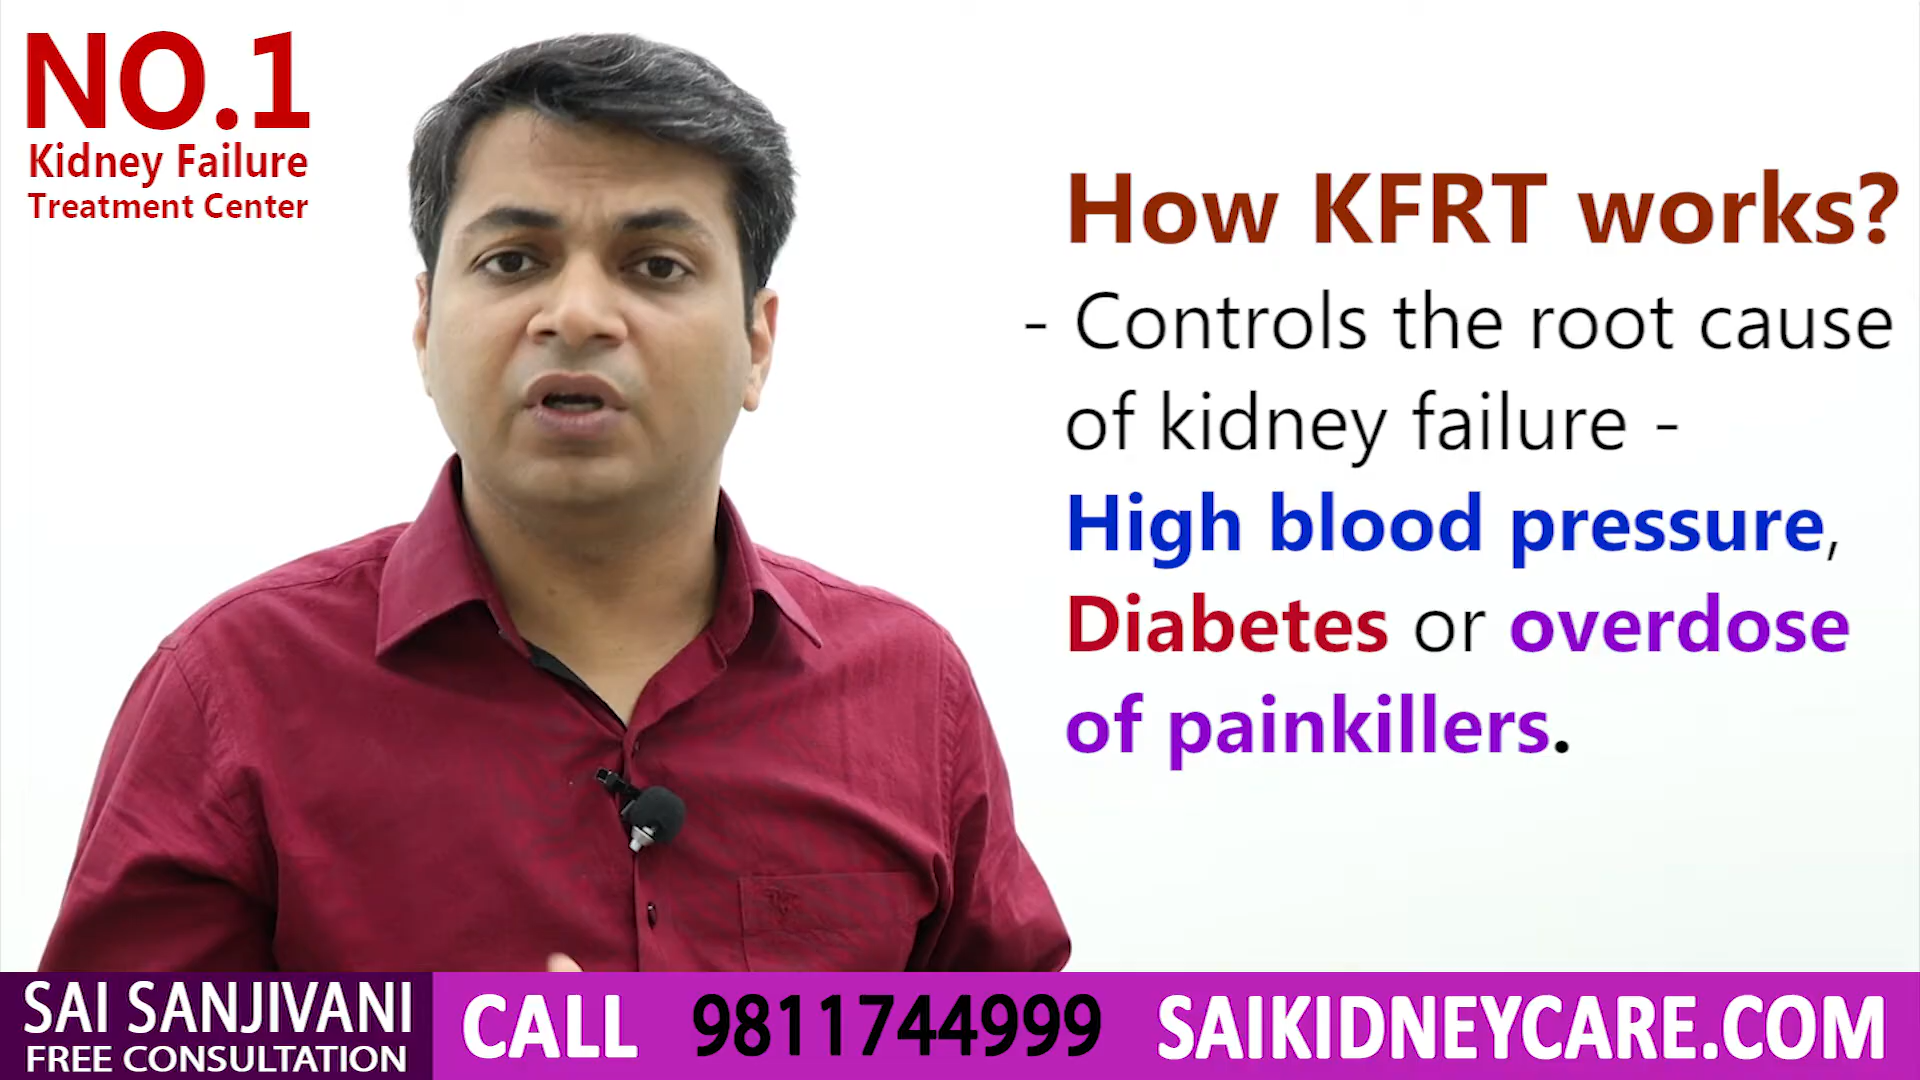 NO.1
Kidney Failure
Treatment Center
How KFRT works?
- Controls the root cause
of kidney failure -
High blood pressure,
Diabetes or overdose
of painkillers.
SAI SANJIVANI
FREE CONSULTATION
CALL 9811744999 SAIKIDNEYCARE.COM